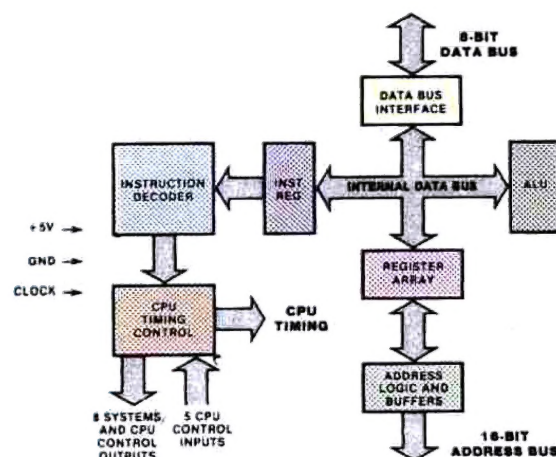 8-BIT
DATA BUS
DATA BUS
INTERFACE
INSTRUCTION
DECODER
INST
REG
INTERNAL DATA BUS
ALU
+5V
GND
CLOCK
REGISTER
ARRAY
CPU
TIMING
CONTROL
CPU
TIMING
ADDRESS
LOGIC AND
BUFFERS
8 SYSTEMS,
AND CPU
CONTROL
OUTPUTS
5 CPU
CONTROL
INPUTS
16-BIT
ADDRESS BUS